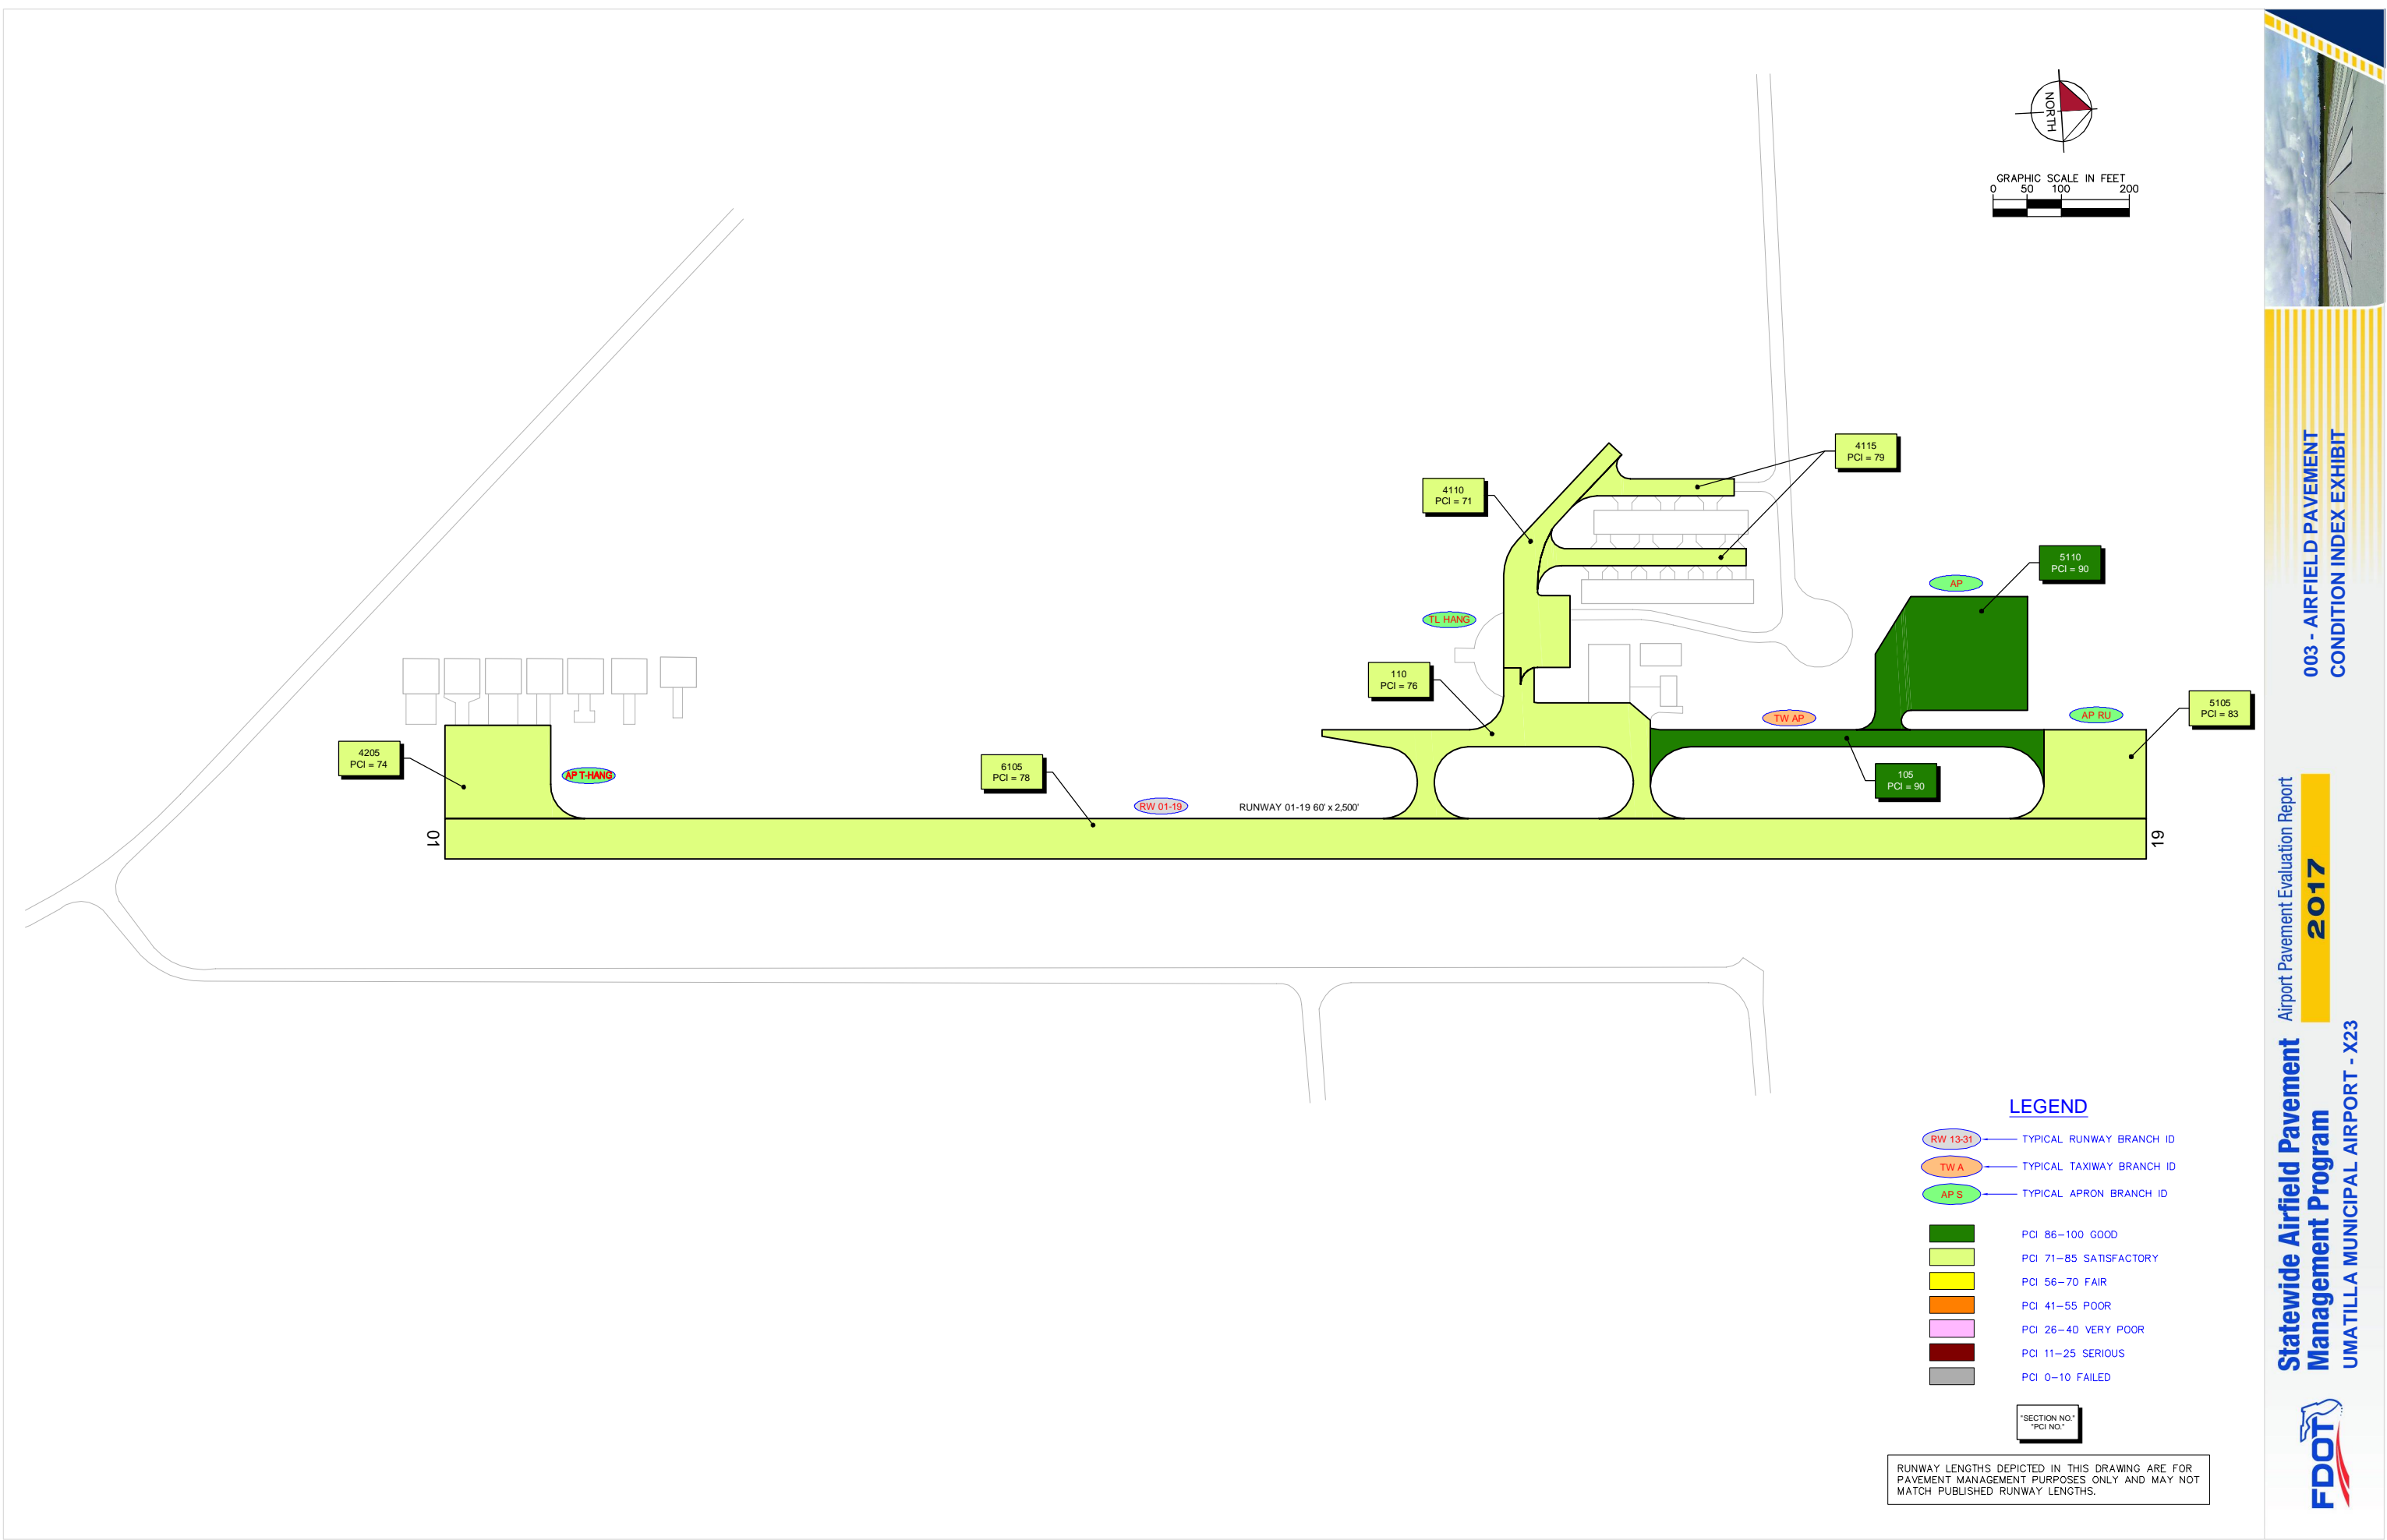 NORTH
GRAPHIC SCALE IN FEET
0 50 100 200
4115
PCI = 79
4110
PCI = 71
5110
PCI = 90
AP
TL HANG
110
PCI = 76
TW AP
AP RU
5105
PCI = 83
4205
PCI = 74
AP T-HANG
6105
PCI = 78
105
PCI = 90
RW 01-19
RUNWAY 01-19 60' x 2,500'
01
19
LEGEND
RW 13-31 TYPICAL RUNWAY BRANCH ID
TW A TYPICAL TAXIWAY BRANCH ID
AP S TYPICAL APRON BRANCH ID
PCI 86-100 GOOD
PCI 71-85 SATISFACTORY
PCI 56-70 FAIR
PCI 41-55 POOR
PCI 26-40 VERY POOR
PCI 11-25 SERIOUS
PCI 0-10 FAILED
"SECTION NO."
"PCI NO."
RUNWAY LENGTHS DEPICTED IN THIS DRAWING ARE FOR
PAVEMENT MANAGEMENT PURPOSES ONLY AND MAY NOT
MATCH PUBLISHED RUNWAY LENGTHS.
003 - AIRFIELD PAVEMENT
CONDITION INDEX EXHIBIT
Airport Pavement Evaluation Report
2017
Statewide Airfield Pavement
Management Program
UMATILLA MUNICIPAL AIRPORT - X23
FDOT